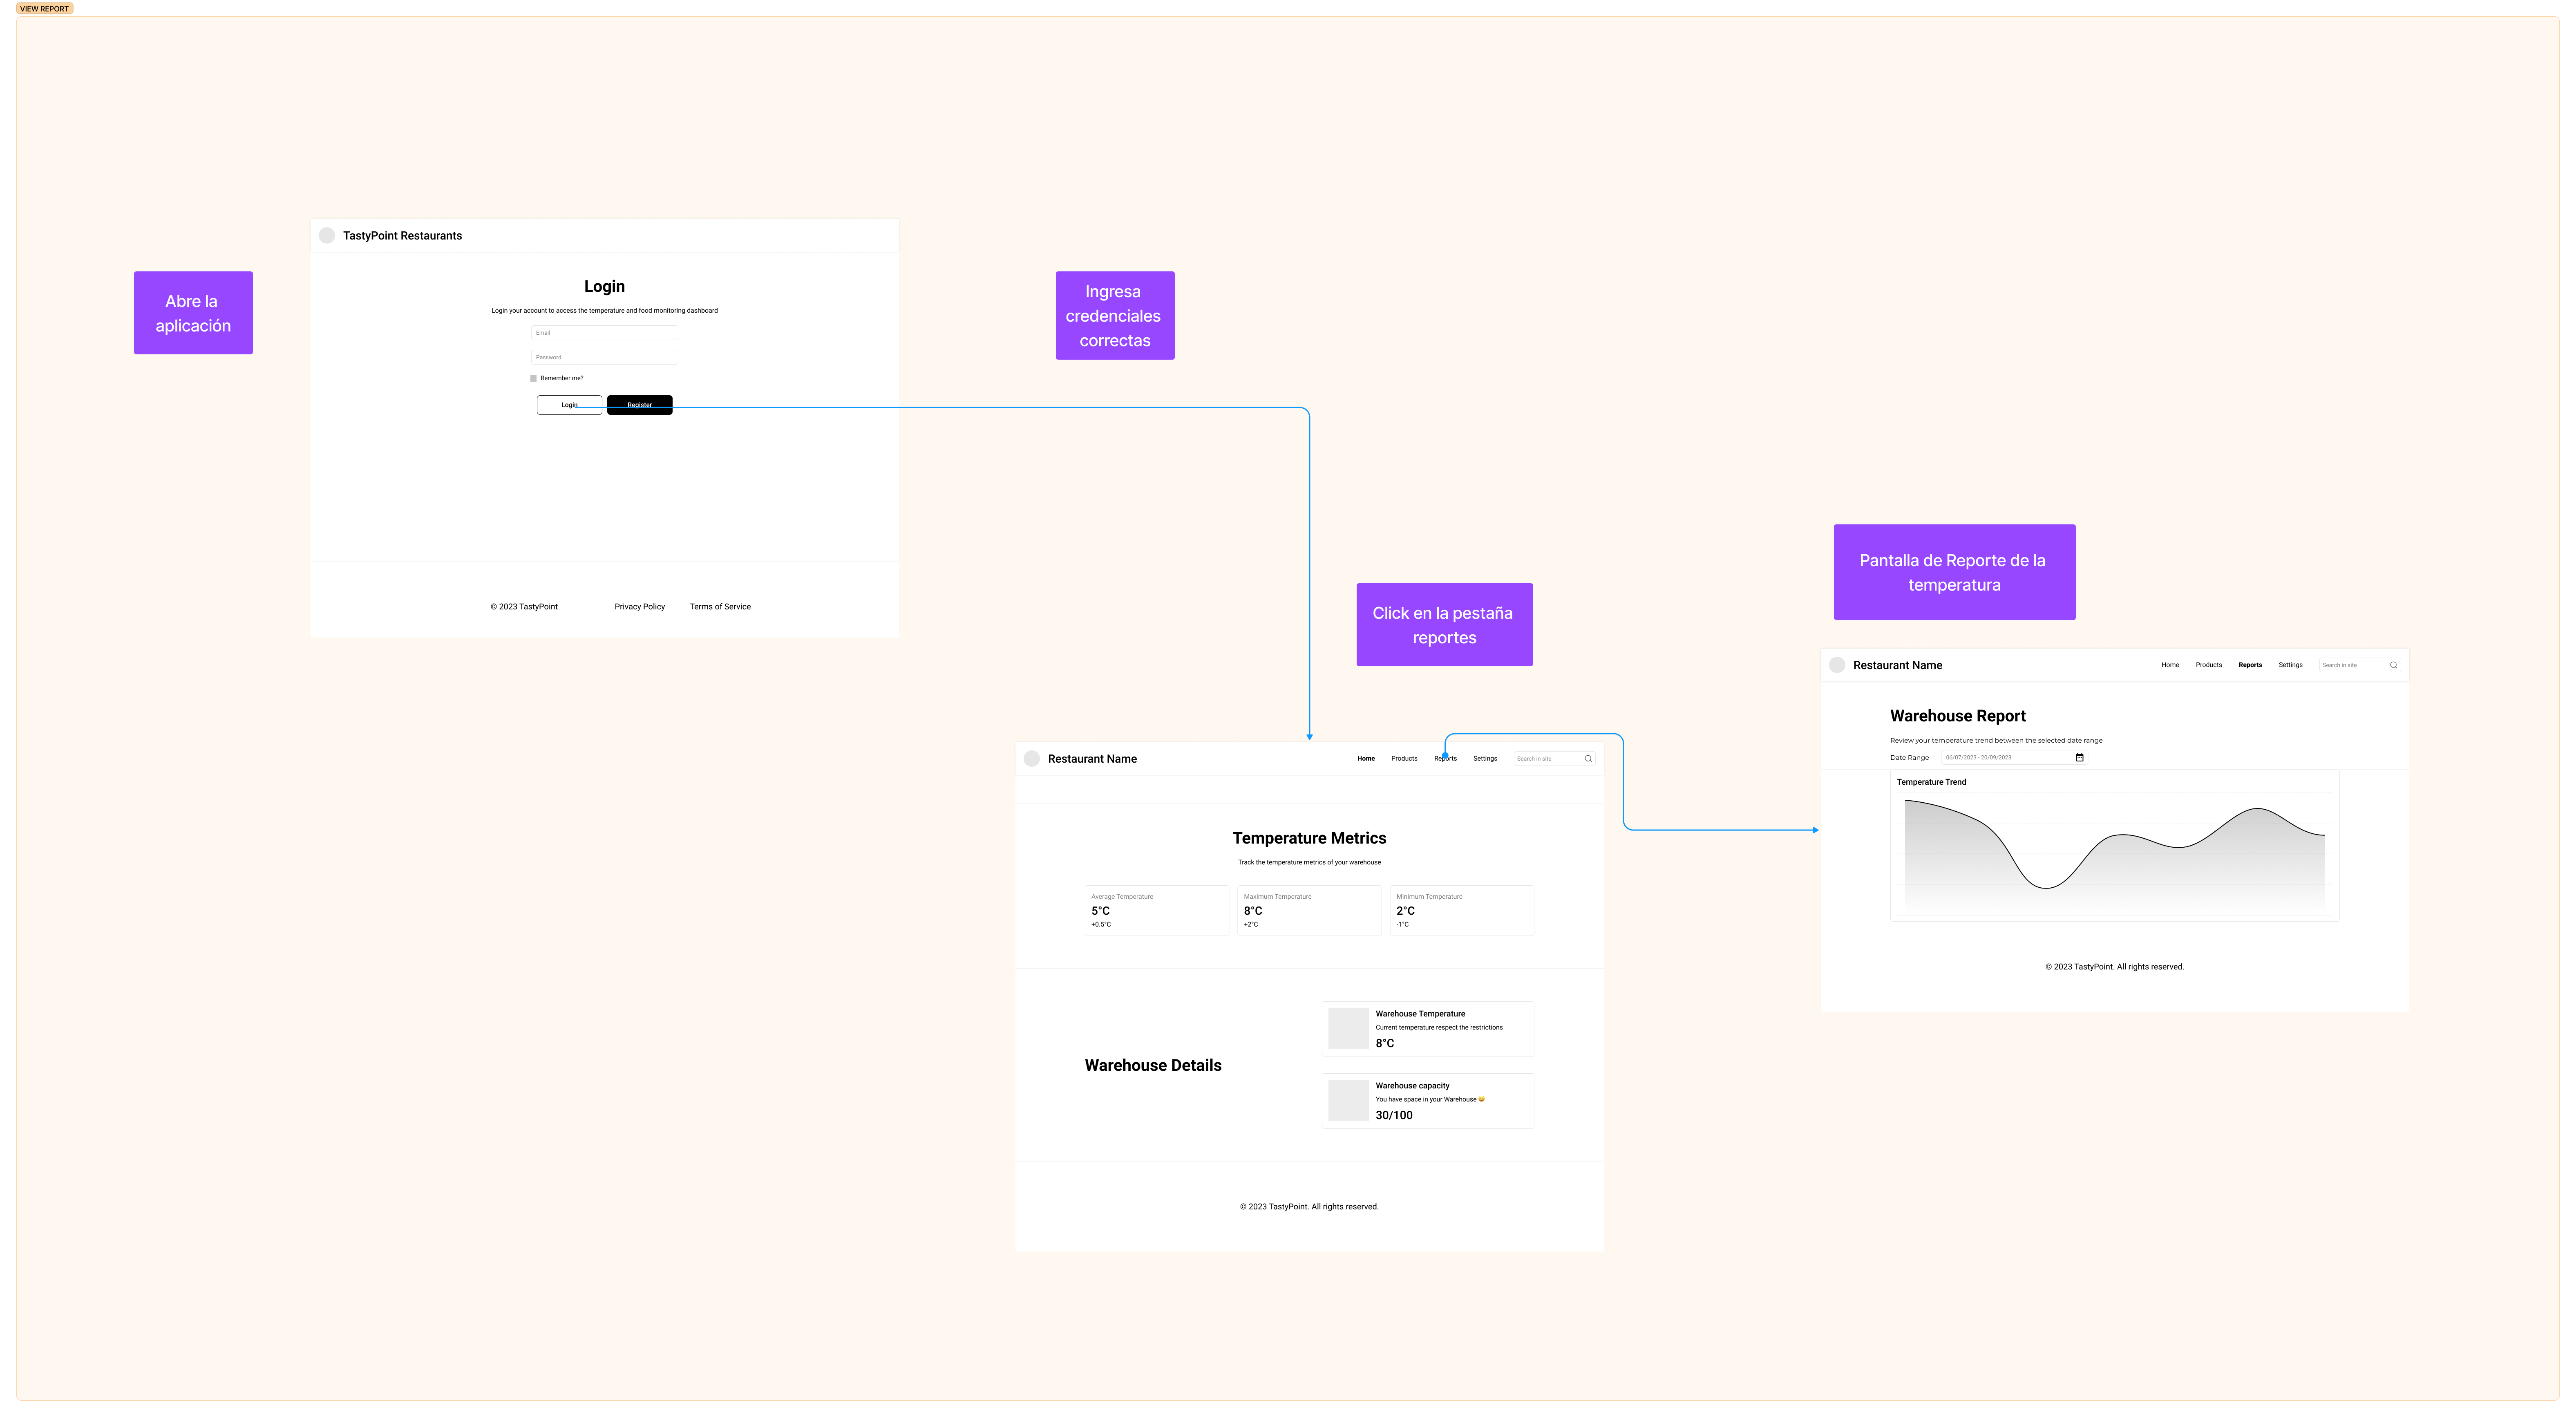 VIEW REPORT
Abre la
aplicación
TastyPoint Restaurants
Login
Login your account to access the temperature and food monitoring dashboard
Email
Password
Remember me?
Login
Register
© 2023 TastyPoint
Privacy Policy
Terms of Service
Ingresa
credenciales
correctas
Click en la pestaña
reportes
Restaurant Name
Home
Products
Reports
Settings
Search in site
Temperature Metrics
Track the temperature metrics of your warehouse
Average Temperature
5°C
+0.5°C
Maximum Temperature
8°C
+2°C
Minimum Temperature
2°C
-1°C
Warehouse Details
Warehouse Temperature
Current temperature respect the restrictions
8°C
Warehouse capacity
You have space in your Warehouse 😄
30/100
© 2023 TastyPoint. All rights reserved.
Pantalla de Reporte de la
temperatura
Restaurant Name
Home
Products
Reports
Settings
Search in site
Warehouse Report
Review your temperature trend between the selected date range
Date Range
06/07/2023 - 20/09/2023
Temperature Trend
© 2023 TastyPoint. All rights reserved.